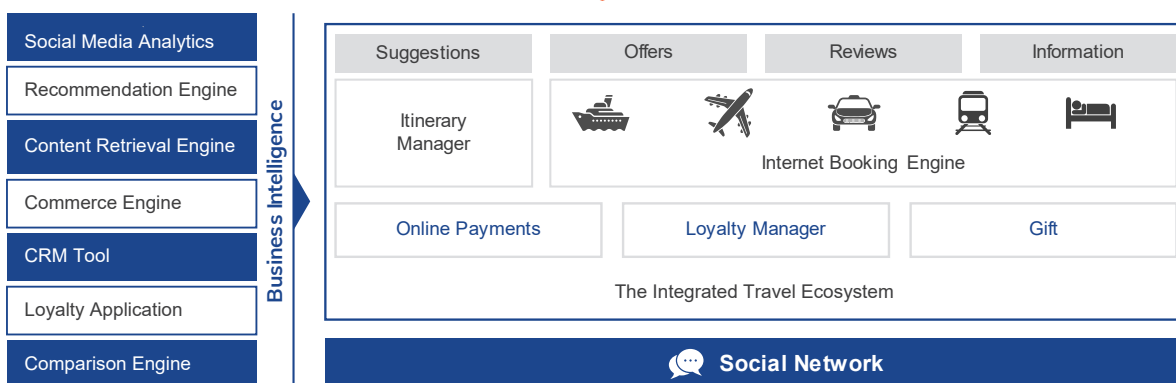 Social Media Analytics
Recommendation Engine
Content Retrieval Engine
Commerce Engine
CRM Tool
Loyalty Application
Comparison Engine
Business Intelligence
Suggestions
Offers
Reviews
Information
Itinerary
Manager
Internet Booking Engine
Online Payments
Loyalty Manager
Gift
The Integrated Travel Ecosystem
Social Network